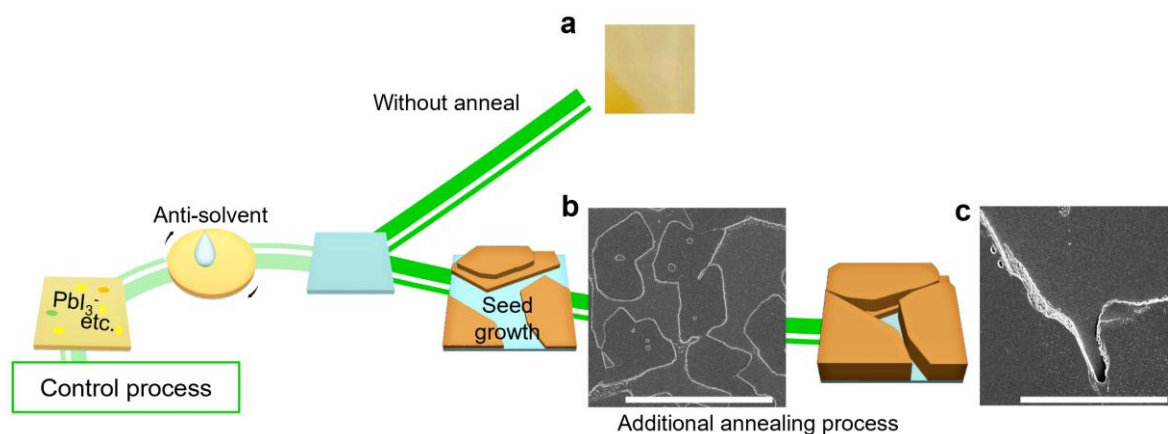 a
Without anneal
Anti-solvent
b
c
PbI₃⁻
etc.
Seed
growth
Control process
Additional annealing process